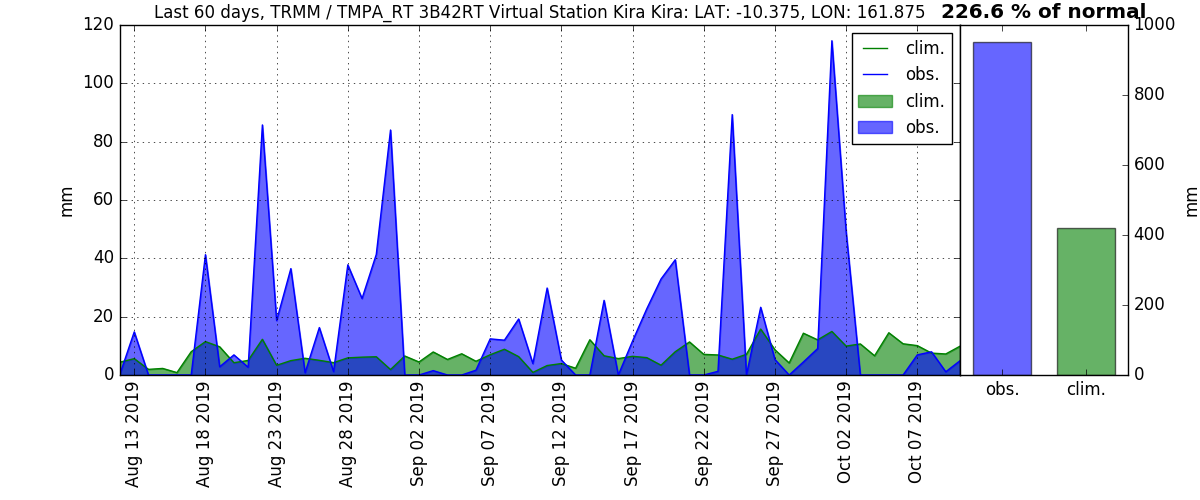 Last 60 days, TRMM / TMPA_RT 3B42RT Virtual Station Kira Kira: LAT: -10.375, LON: 161.875
226.6 % of normal
120
100
80
60
40
20
0
mm
clim.
obs.
clim.
obs.
1000
800
600
400
200
0
mm
Aug 13 2019
Aug 18 2019
Aug 23 2019
Aug 28 2019
Sep 02 2019
Sep 07 2019
Sep 12 2019
Sep 17 2019
Sep 22 2019
Sep 27 2019
Oct 02 2019
Oct 07 2019
obs.
clim.